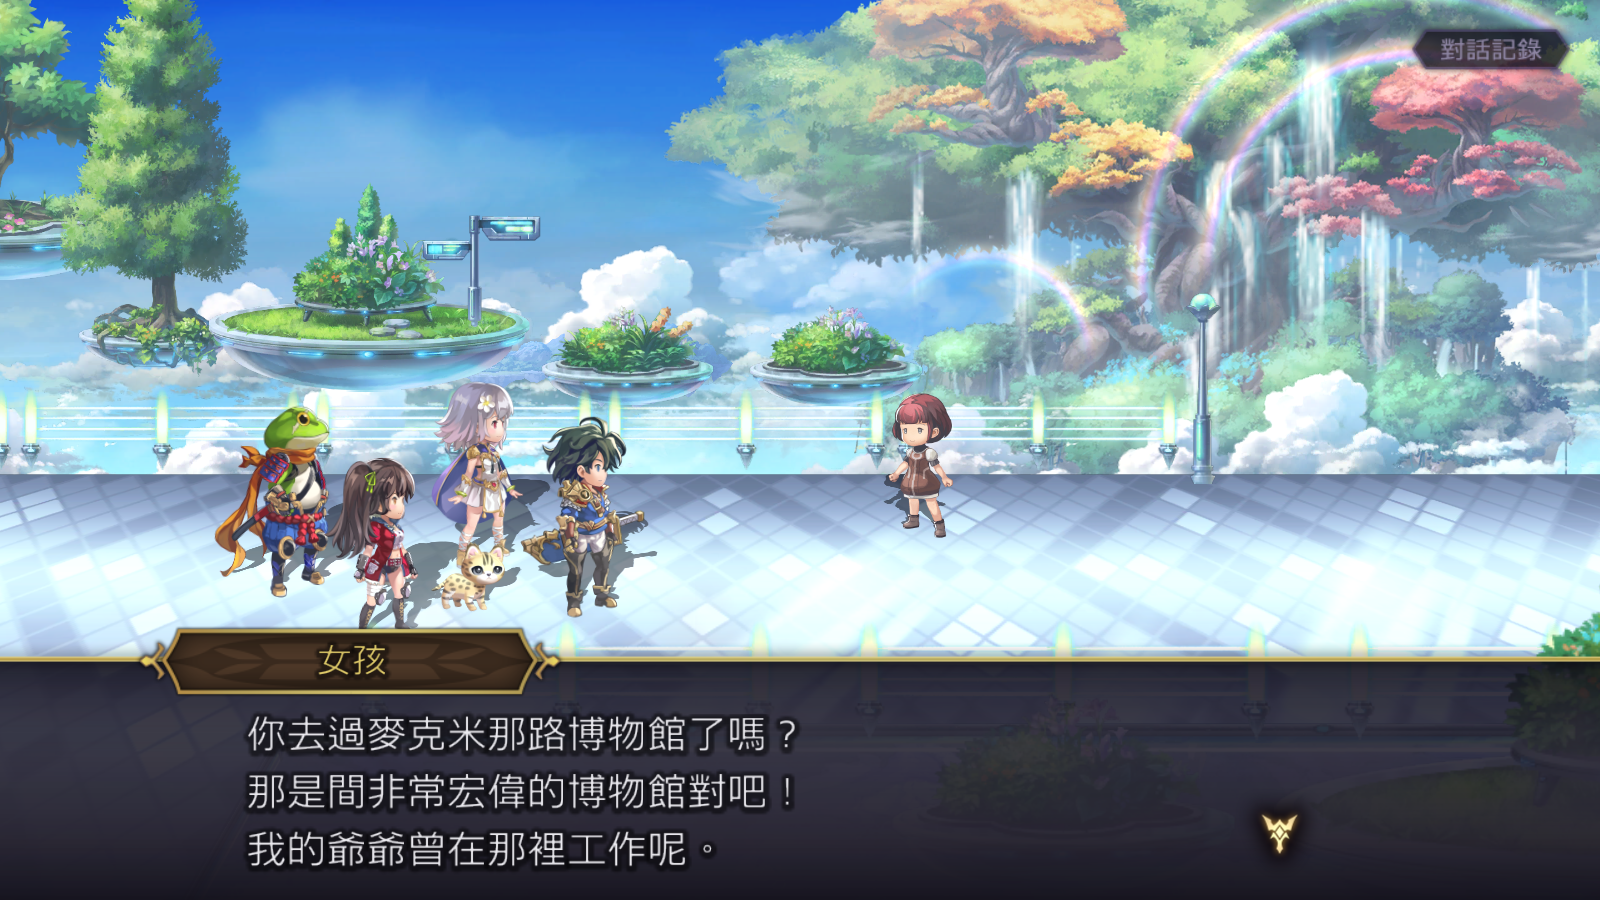 對話記錄
女孩
你去過麥克米那路博物館了嗎？
那是間非常宏偉的博物館對吧！
我的爺爺曾在那裡工作呢。